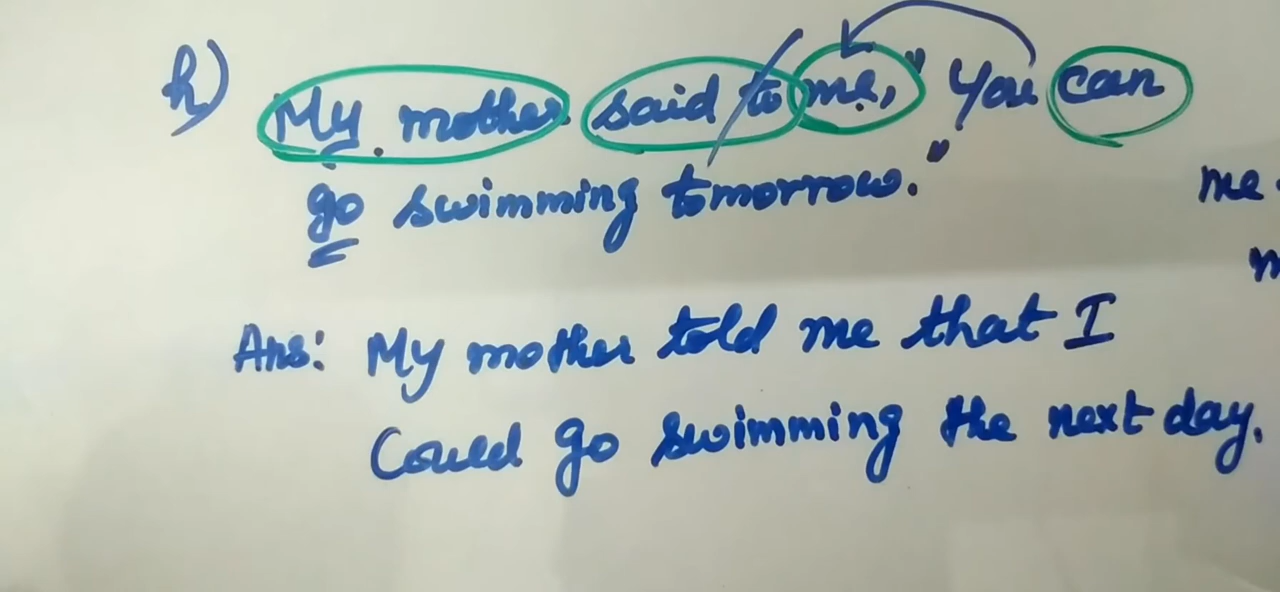 h) My mother said to me, "You can
go swimming tomorrow."
me
Ans: My mother told me that I
Could go swimming the next day.